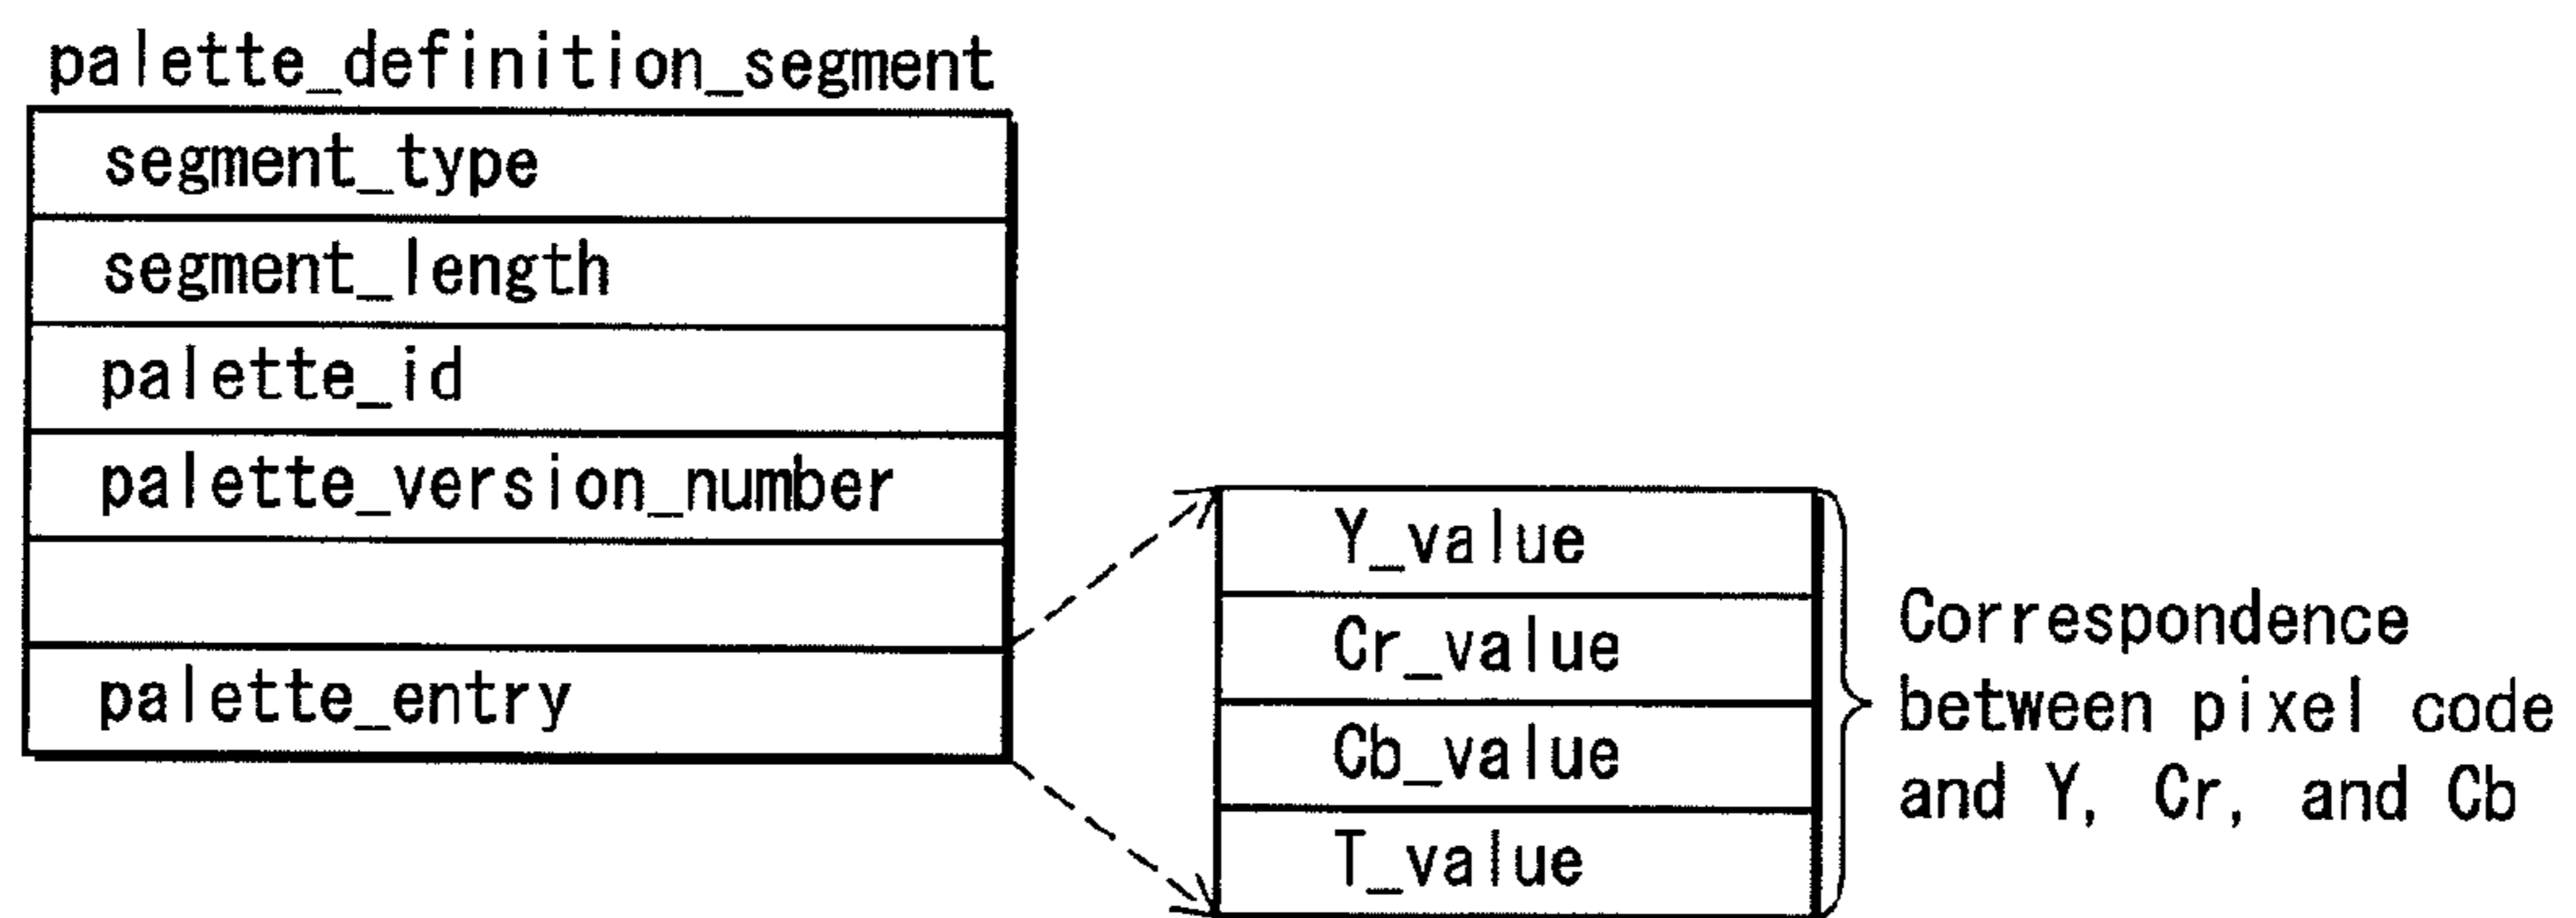 palette_definition_segment
segment_type
segment_length
palette_id
palette_version_number
palette_entry
Y_value
Cr_value
Cb_value
T_value
Correspondence
between pixel code
and Y, Cr, and Cb